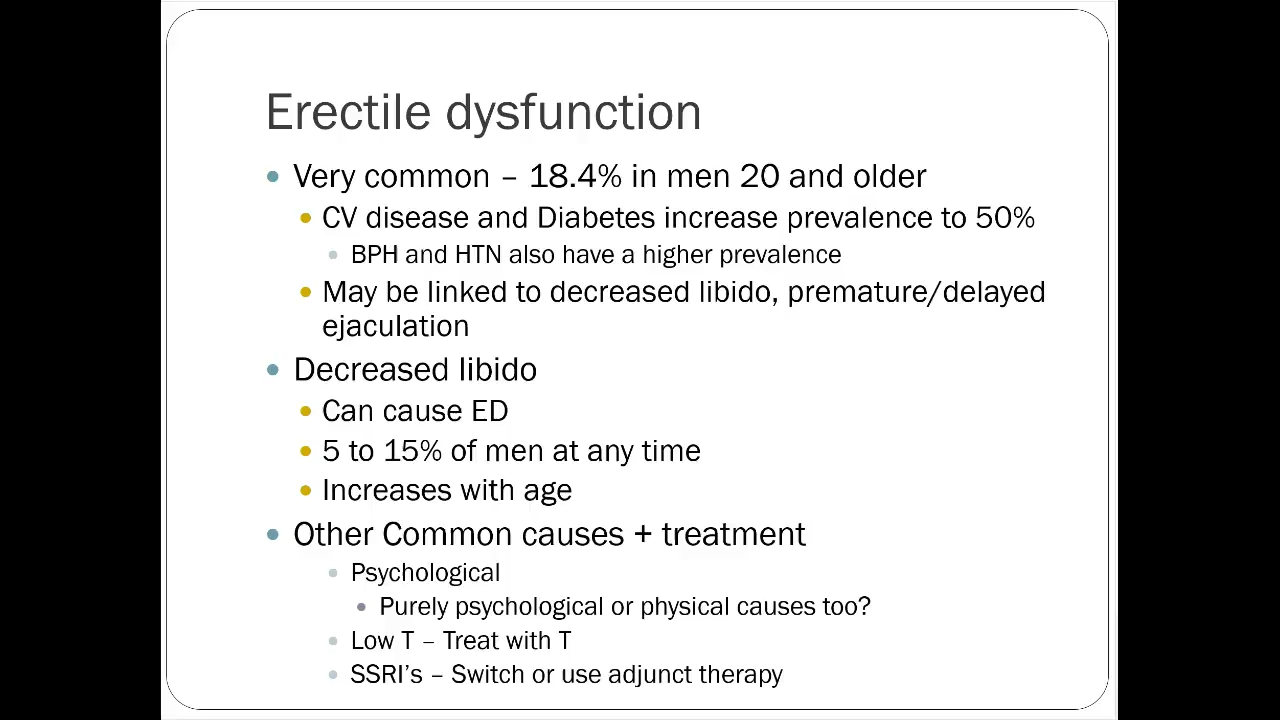 Erectile dysfunction
• Very common – 18.4% in men 20 and older
• CV disease and Diabetes increase prevalence to 50%
• BPH and HTN also have a higher prevalence
• May be linked to decreased libido, premature/delayed
ejaculation
• Decreased libido
• Can cause ED
• 5 to 15% of men at any time
• Increases with age
• Other Common causes + treatment
• Psychological
• Purely psychological or physical causes too?
• Low T – Treat with T
• SSRI's – Switch or use adjunct therapy